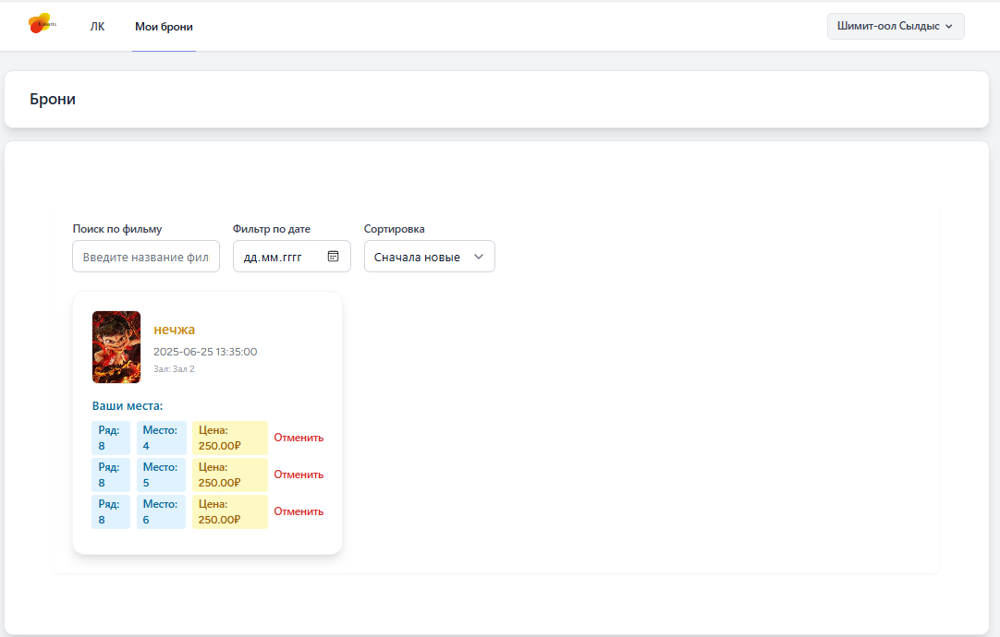 ЛК
Мои брони
Шимит-оол Сылдыс
Брони
Поиск по фильму
Фильтр по дате
Сортировка
Введите название фил
дд.мм.гггг
Сначала новые
нечжа
2025-06-25 13:35:00
Зал: Зал 2
Ваши места:
Ряд:
8
Место:
4
Цена:
250.00₽
Отменить
Ряд:
8
Место:
5
Цена:
250.00₽
Отменить
Ряд:
8
Место:
6
Цена:
250.00₽
Отменить